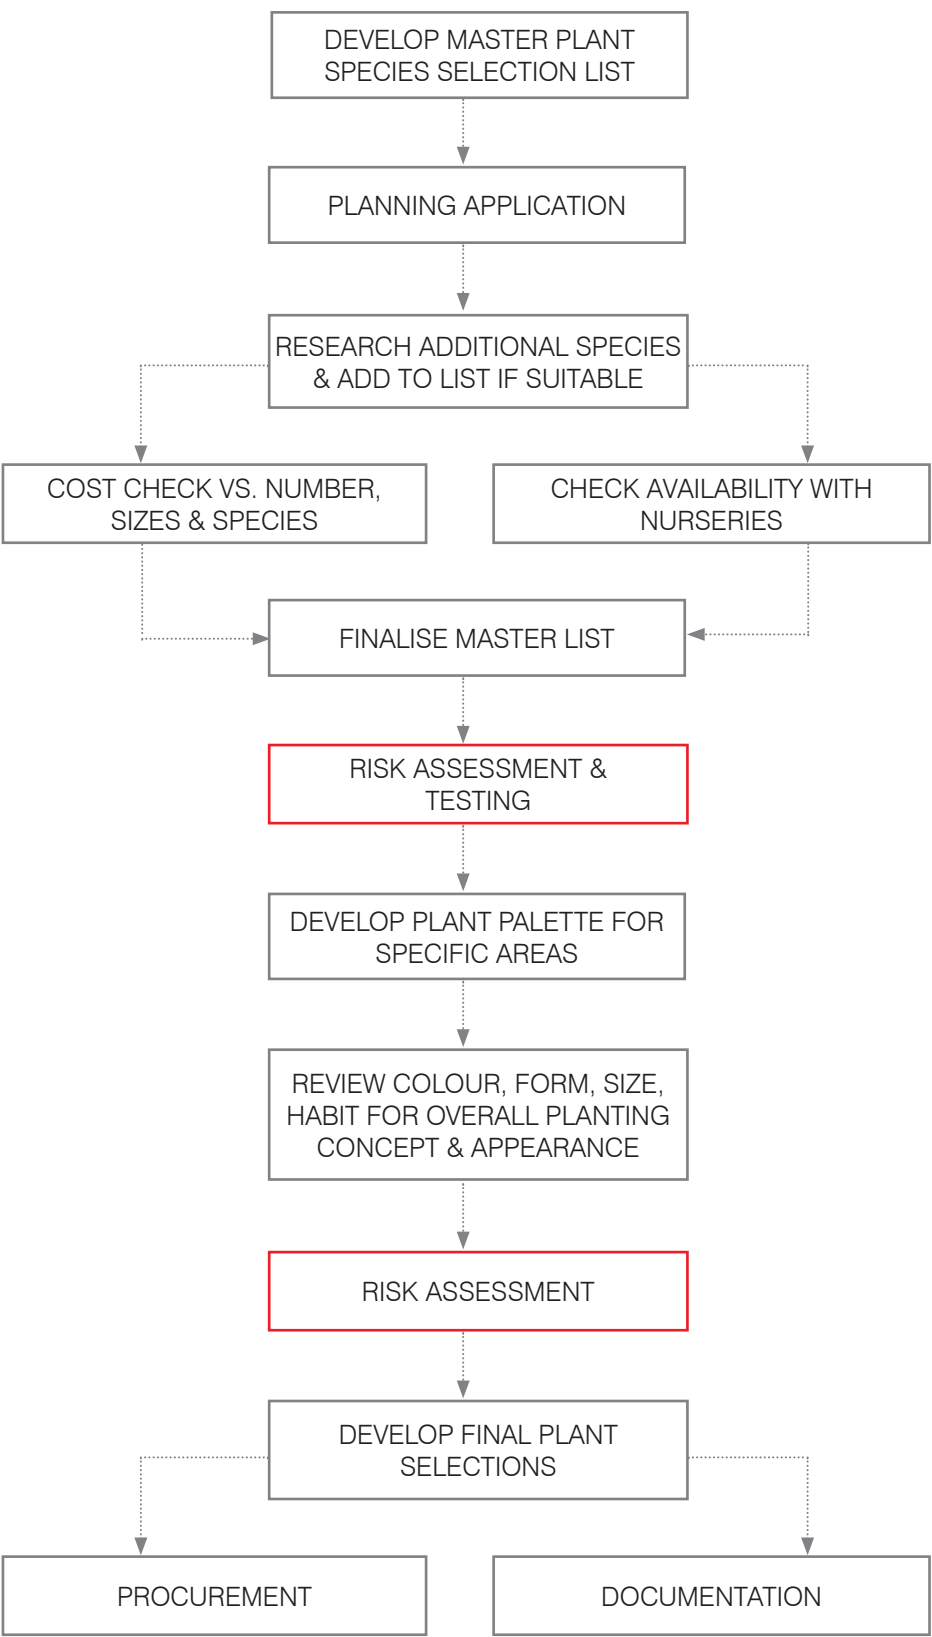 DEVELOP MASTER PLANT
SPECIES SELECTION LIST
PLANNING APPLICATION
RESEARCH ADDITIONAL SPECIES
& ADD TO LIST IF SUITABLE
COST CHECK VS. NUMBER,
SIZES & SPECIES
CHECK AVAILABILITY WITH
NURSERIES
FINALISE MASTER LIST
RISK ASSESSMENT &
TESTING
DEVELOP PLANT PALETTE FOR
SPECIFIC AREAS
REVIEW COLOUR, FORM, SIZE,
HABIT FOR OVERALL PLANTING
CONCEPT & APPEARANCE
RISK ASSESSMENT
DEVELOP FINAL PLANT
SELECTIONS
PROCUREMENT
DOCUMENTATION